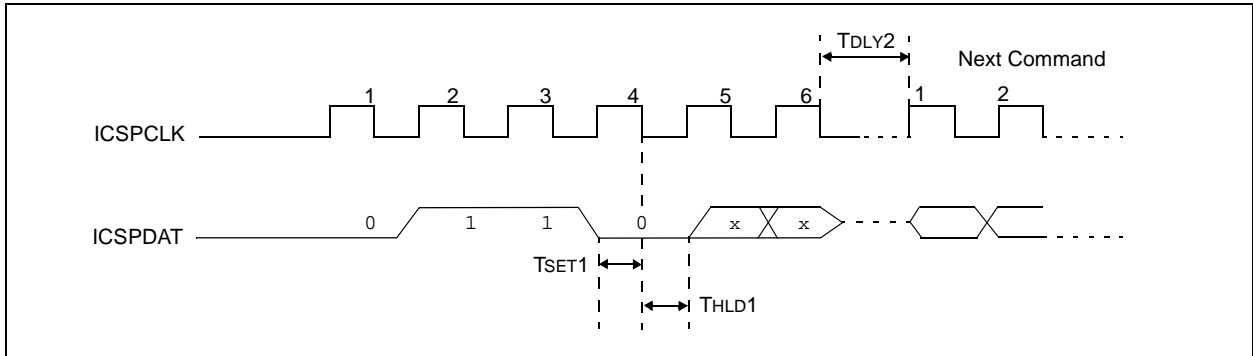 TDLY2
Next Command
1 2 3 4 5 6 1 2
ICSPCLK
0 1 1 0 x x
ICSPDAT
TSET1
THLD1